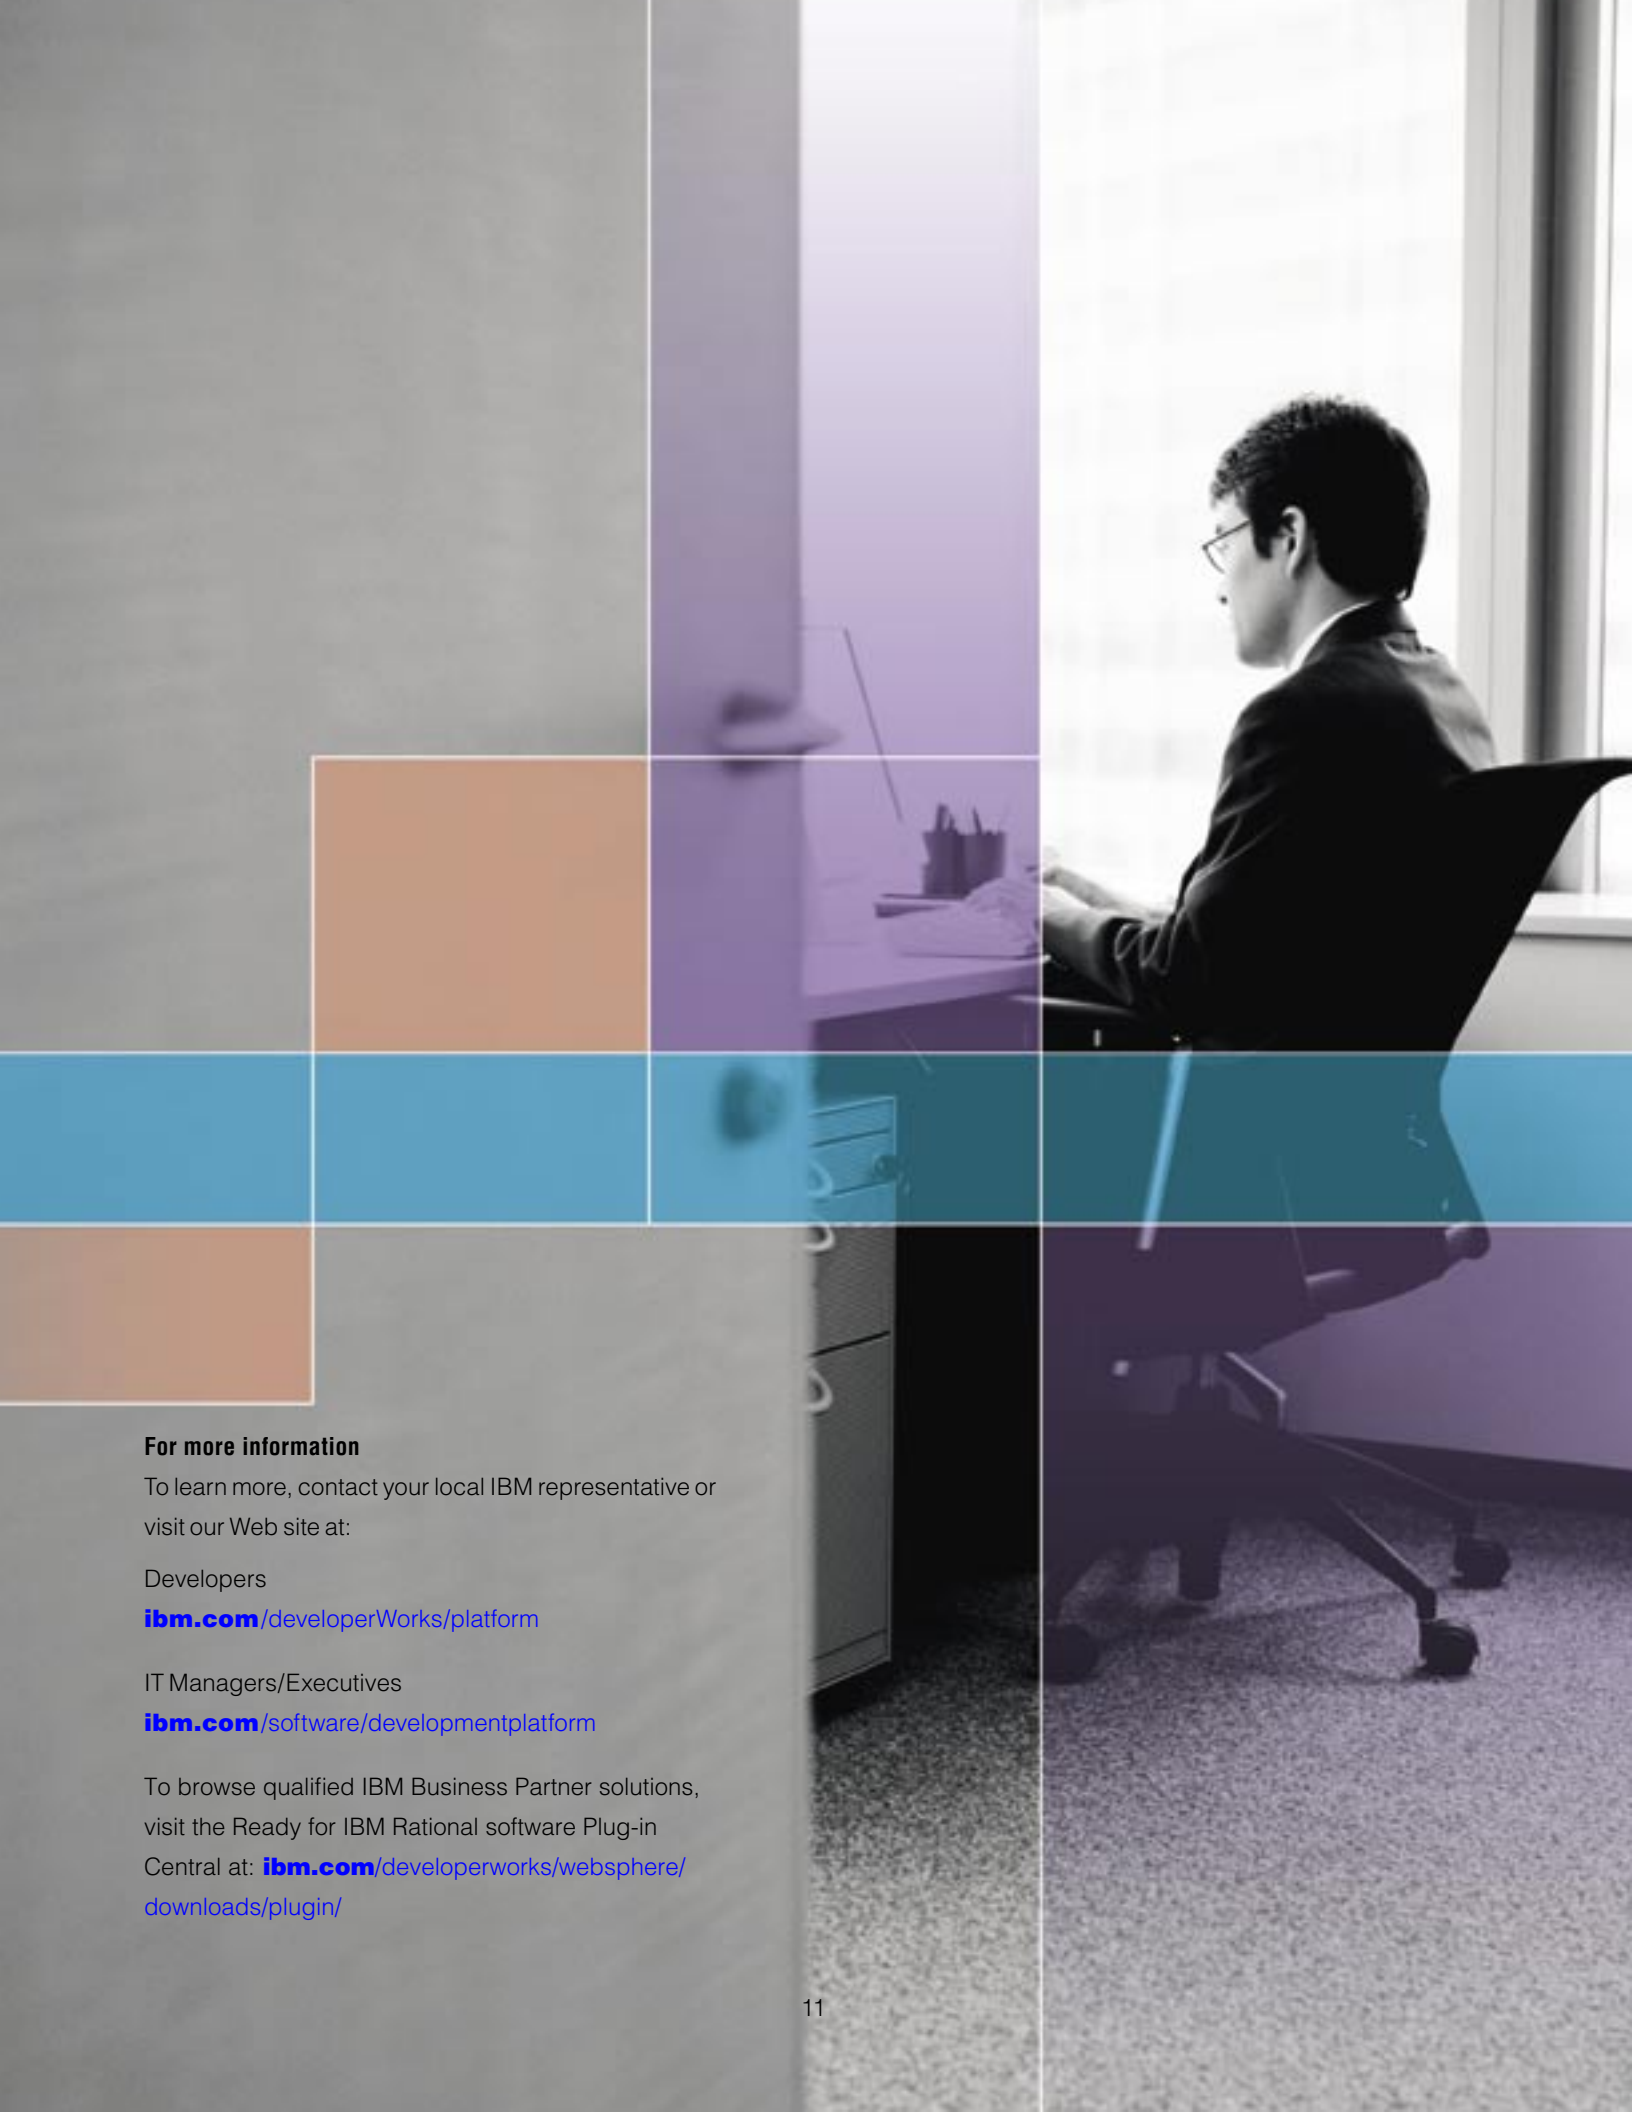 For more information
To learn more, contact your local IBM representative or
visit our Web site at:
Developers
ibm.com/developerWorks/platform
IT Managers/Executives
ibm.com/software/developmentplatform
To browse qualified IBM Business Partner solutions,
visit the Ready for IBM Rational software Plug-in
Central at: ibm.com/developerworks/websphere/
downloads/plugin/
11